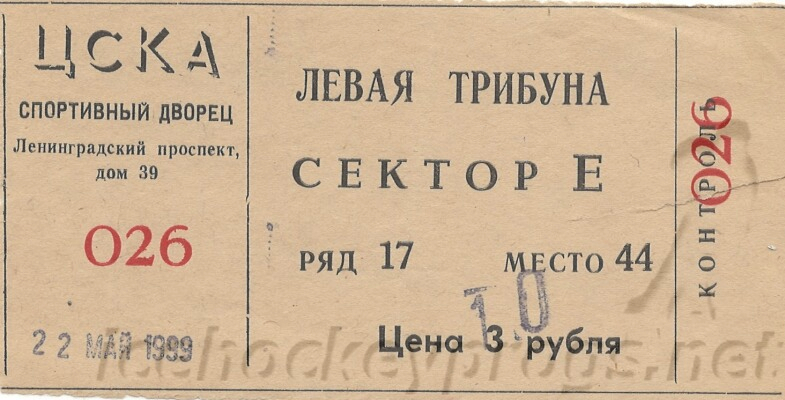 ЦСКА
СПОРТИВНЫЙ ДВОРЕЦ
Ленинградский проспект,
дом 39
026
22 МАЙ 1999
ЛЕВАЯ ТРИБУНА
СЕКТОР Е
РЯД 17 МЕСТО 44
10
Цена 3 рубля
КОНТРОЛЬ
026
icehockeyprogs.net